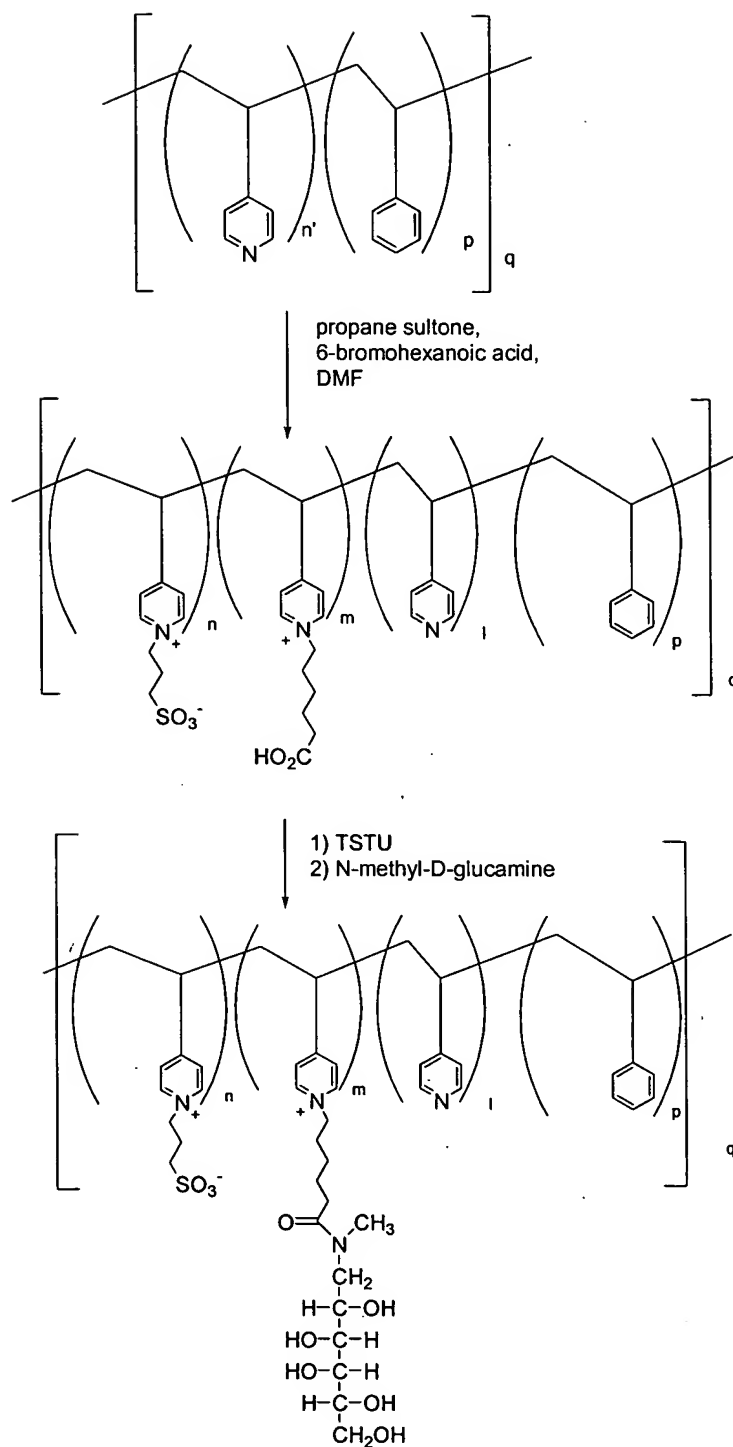 n'
p
q
N
propane sultone,
6-bromohexanoic acid,
DMF
n
m
l
p
q
N
+
N
+
N
SO3-
HO2C
1) TSTU
2) N-methyl-D-glucamine
n
m
l
p
q
N
+
N
+
N
SO3-
O
N
CH3
CH2
H-C-OH
HO-C-H
HO-C-H
H-C-OH
CH2OH